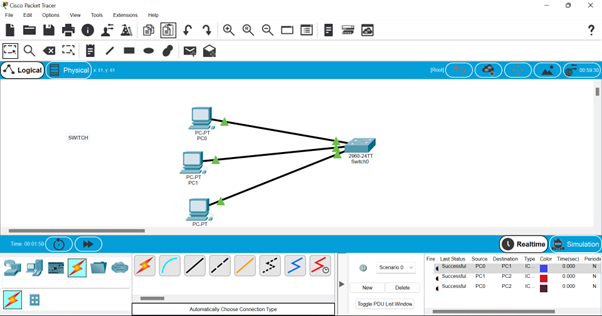 Cisco Packet Tracer
File Edit Options View Tools Extensions Help
Logical Physical x: 11, y: 61 [Root] 00:59:30
SWITCH
PC-PT
PC0
2960-24TT
Switch0
PC-PT
PC1
PC-PT
Time: 00:01:59 Realtime Simulation
Scenario 0
New Delete
Toggle PDU List Window
Automatically Choose Connection Type
Fire Last Status Source Destination Type Color Time(sec) Periodic
Successful PC0 PC1 IC... 0.000 N
Successful PC1 PC2 IC... 0.000 N
Successful PC0 PC2 IC... 0.000 N